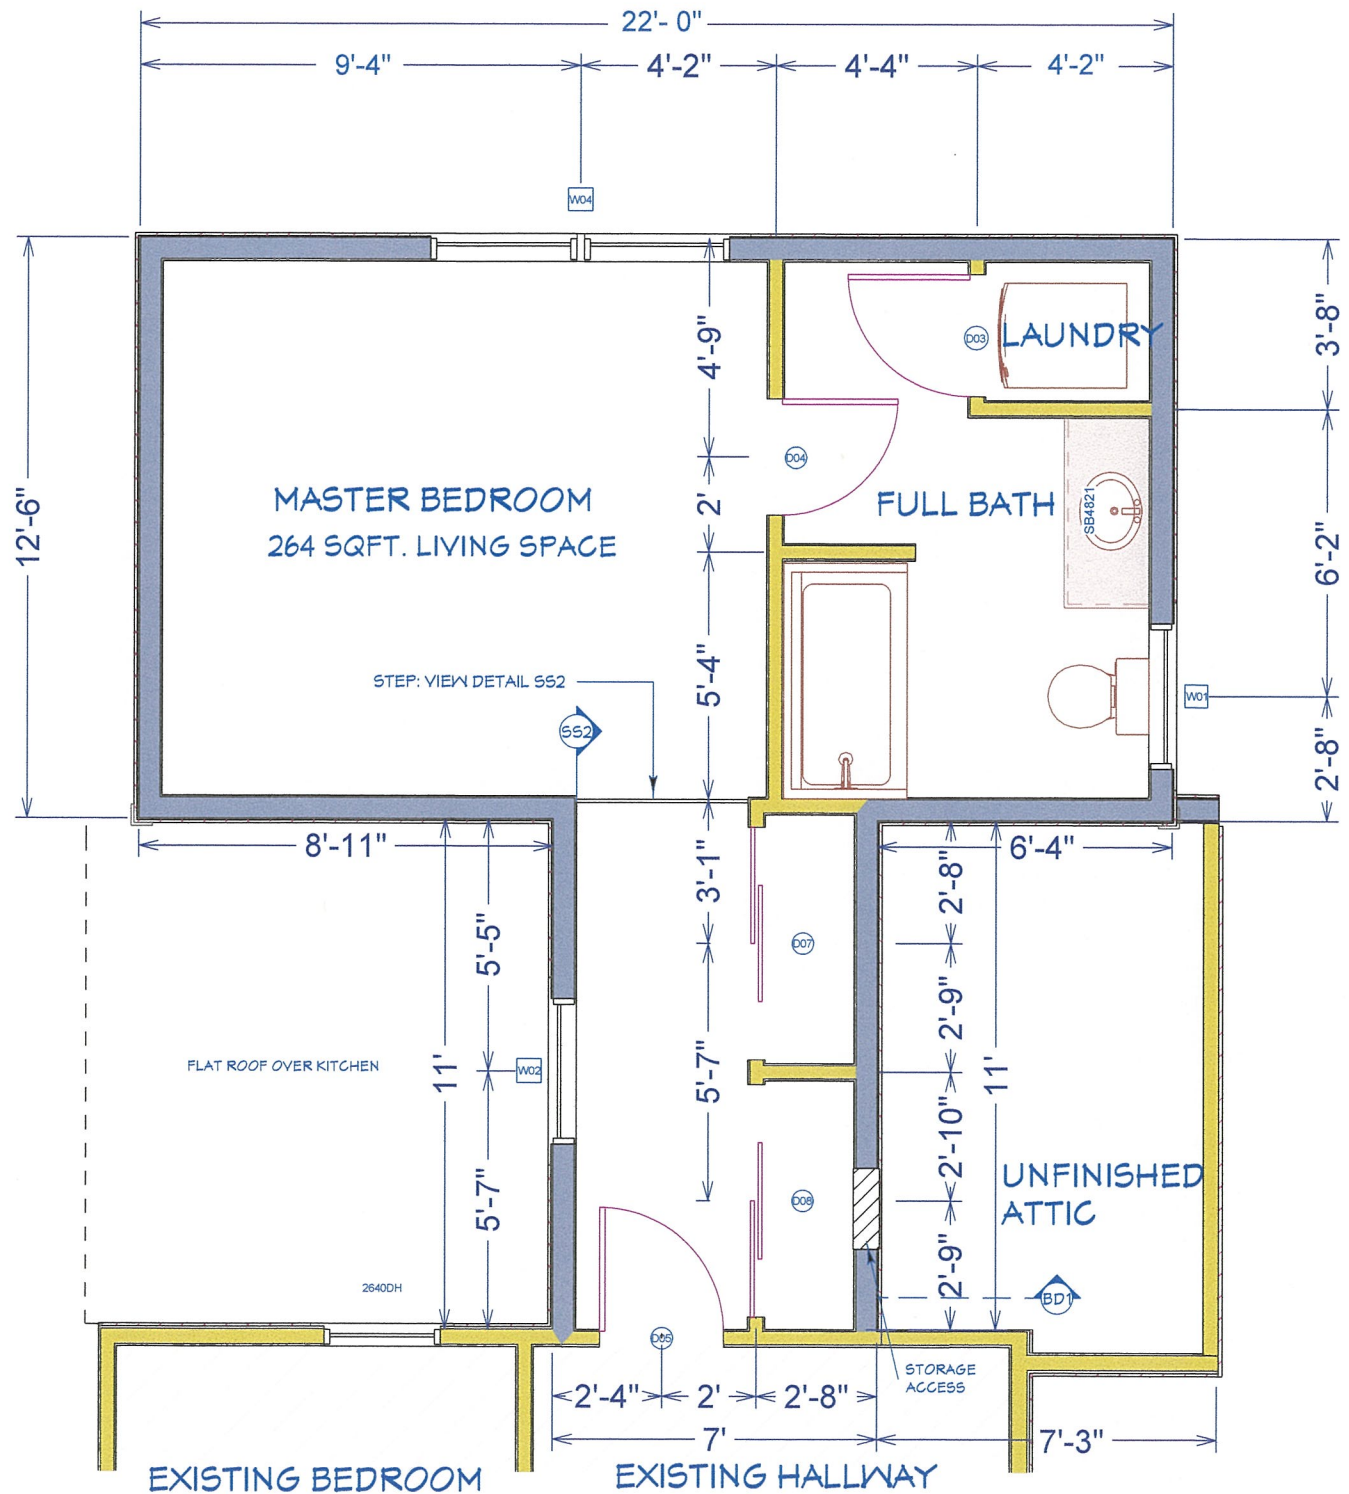 22'- 0"
9'-4"
4'-2"
4'-4"
4'-2"
W04
12'-6"
4'-9"
D03
LAUNDRY
3'-8"
D04
MASTER BEDROOM
264 SQFT. LIVING SPACE
2'
FULL BATH
SB4821
6'-2"
STEP: VIEW DETAIL SS2
5'-4"
W01
SS2
2'-8"
8'-11"
6'-4"
3'-1"
2'-8"
5'-5"
D07
2'-9"
FLAT ROOF OVER KITCHEN
11'
W02
5'-7"
11'
2'-10"
5'-7"
D08
UNFINISHED
ATTIC
2'-9"
2640DH
BD1
D05
STORAGE
ACCESS
2'-4"
2'
2'-8"
7'
7'-3"
EXISTING BEDROOM
EXISTING HALLWAY